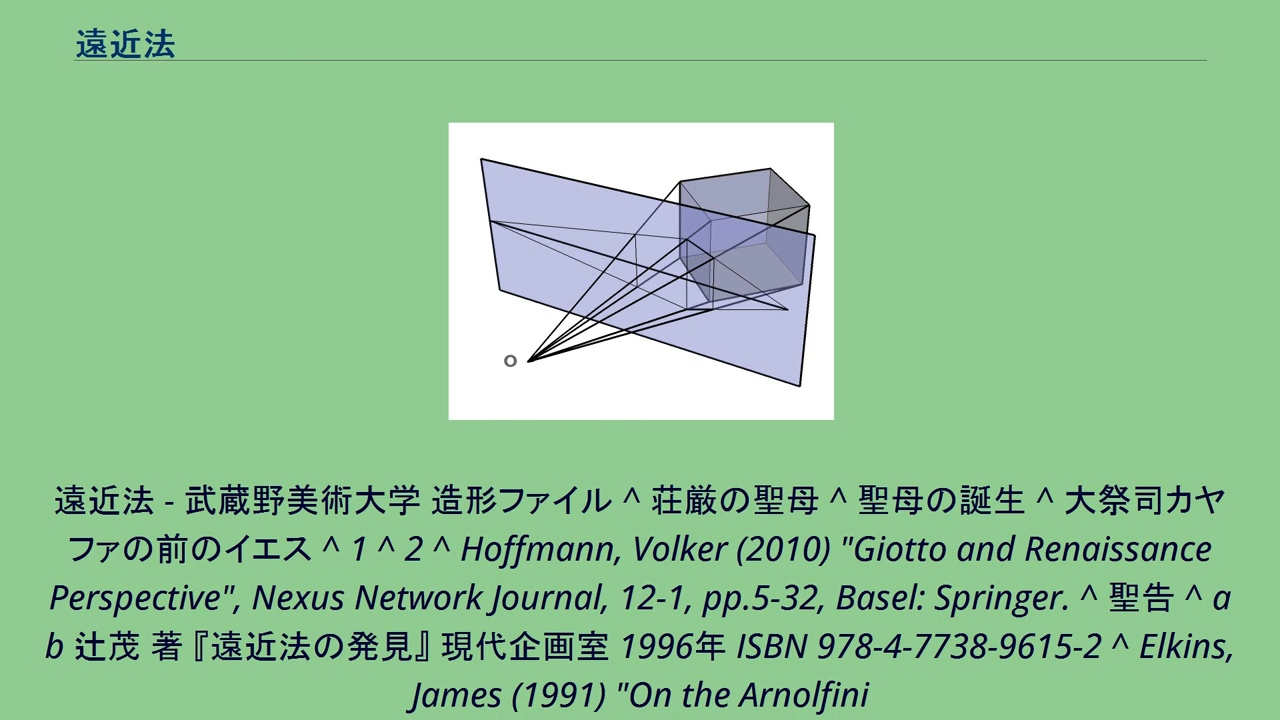 遠近法
O
遠近法 - 武蔵野美術大学 造形ファイル ^ 荘厳の聖母 ^ 聖母の誕生 ^ 大祭司カヤ
ファの前のイエス ^ 1 ^ 2 ^ Hoffmann, Volker (2010) "Giotto and Renaissance
Perspective", Nexus Network Journal, 12-1, pp.5-32, Basel: Springer. ^ 聖告 ^ a
b 辻茂 著『遠近法の発見』現代企画室 1996年 ISBN 978-4-7738-9615-2 ^ Elkins,
James (1991) "On the Arnolfini